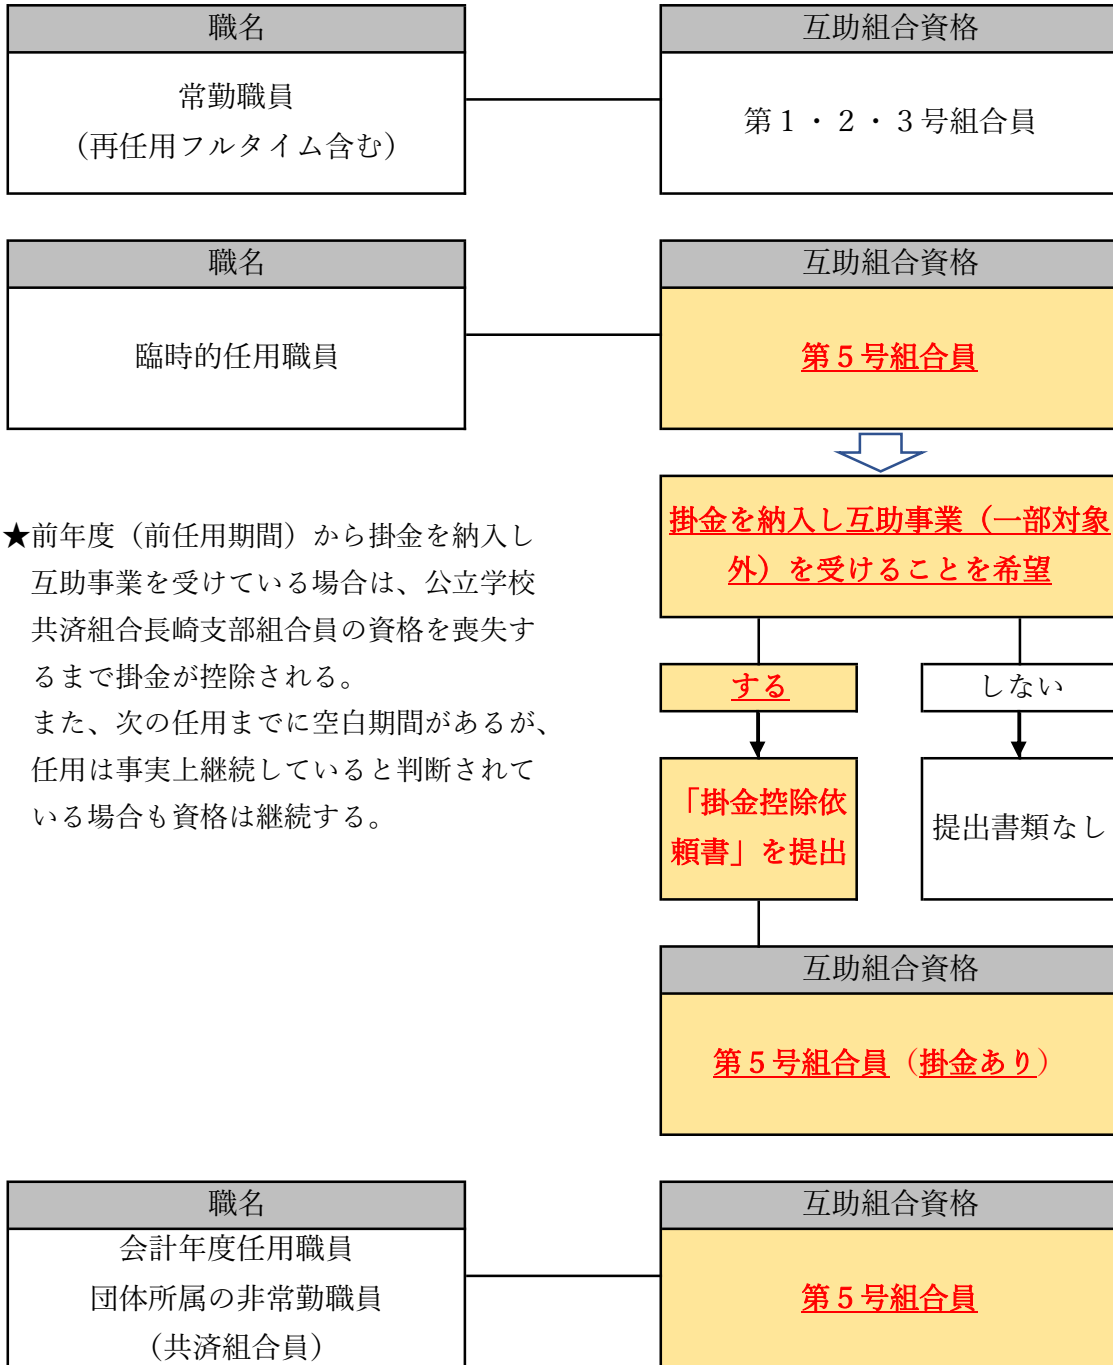 職名
互助組合資格
常勤職員
（再任用フルタイム含む）
第１・２・３号組合員
職名
互助組合資格
臨時的任用職員
第５号組合員
掛金を納入し互助事業（一部対象
外）を受けることを希望
★前年度（前任用期間）から掛金を納入し
互助事業を受けている場合は、公立学校
共済組合長崎支部組合員の資格を喪失す
るまで掛金が控除される。
また、次の任用までに空白期間があるが、
任用は事実上継続していると判断されて
いる場合も資格は継続する。
する
しない
「掛金控除依
頼書」を提出
提出書類なし
互助組合資格
第５号組合員（掛金あり）
職名
互助組合資格
会計年度任用職員
団体所属の非常勤職員
（共済組合員）
第５号組合員